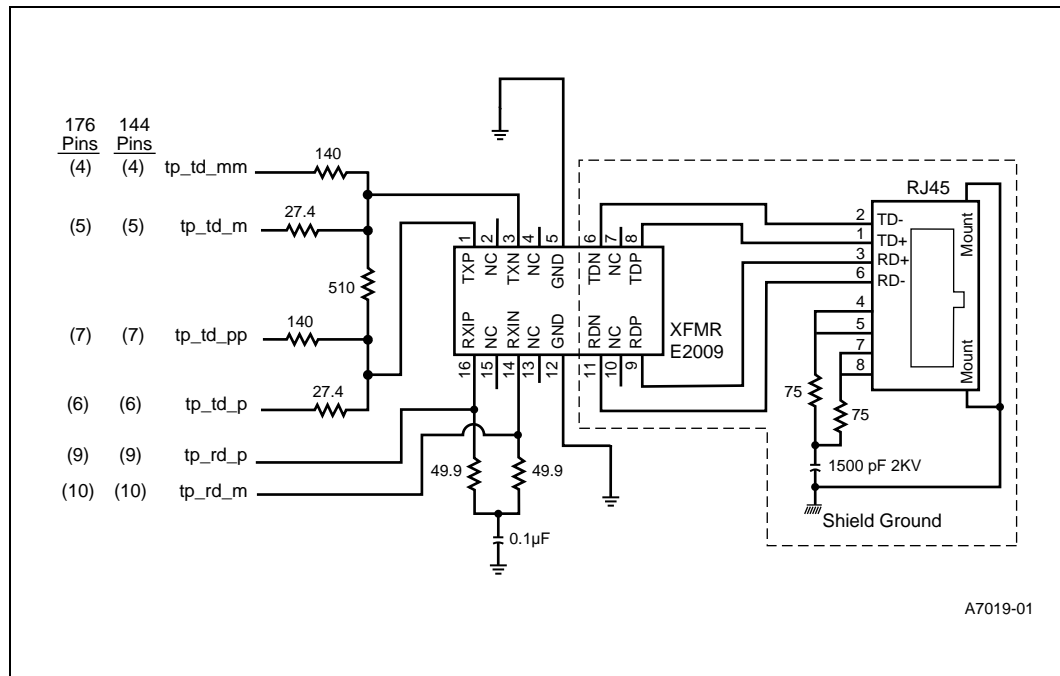 176 Pins
144 Pins
(4) (4) tp_td_mm
140
(5) (5) tp_td_m
27.4
510
(7) (7) tp_td_pp
140
(6) (6) tp_td_p
27.4
(9) (9) tp_rd_p
(10) (10) tp_rd_m
49.9
49.9
0.1µF
1 2 3 4 5 6 7 8
TXP NC TXN NC GND TDN NC TDP
RXIP NC RXIN NC GND RDN NC RDP
16 15 14 13 12 11 10 9
XFMR
E2009
RJ45
Mount
2 TD-
1 TD+
3 RD+
6 RD-
4
5
7
8
Mount
75
75
1500 pF 2KV
Shield Ground
A7019-01